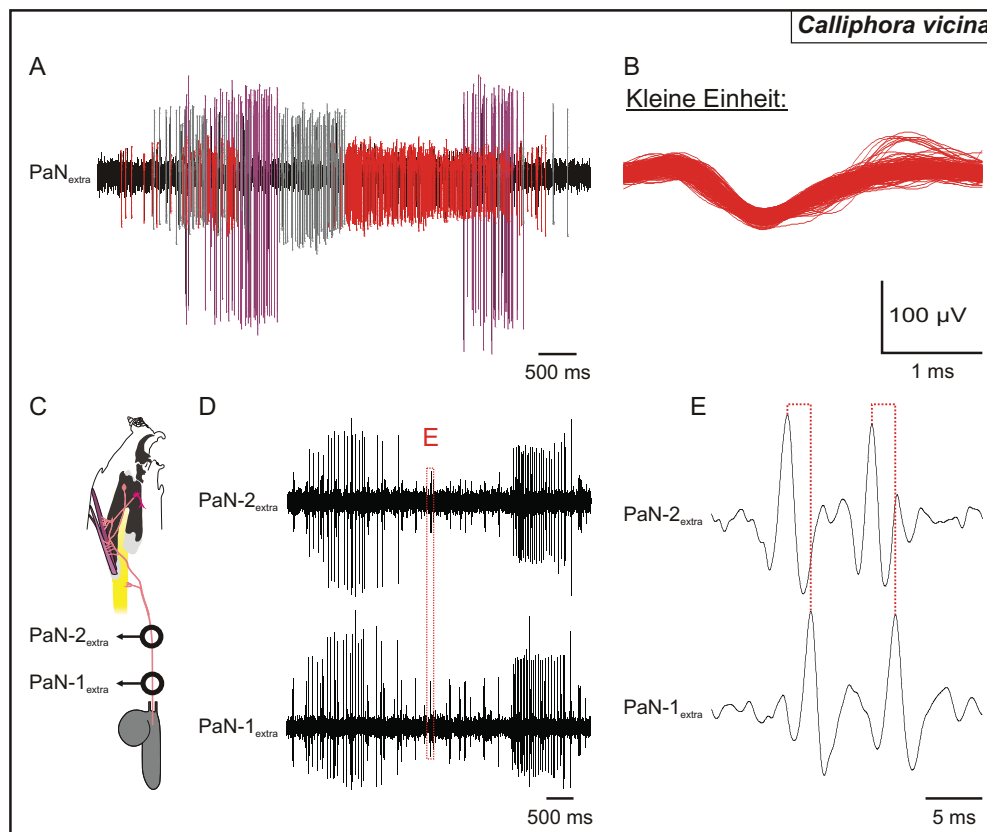 Calliphora vicina
A
B
Kleine Einheit:
PaNextra
100 µV
1 ms
500 ms
C
D
E
E
PaN-2extra
PaN-2extra
PaN-2extra
PaN-1extra
PaN-1extra
PaN-1extra
500 ms
5 ms